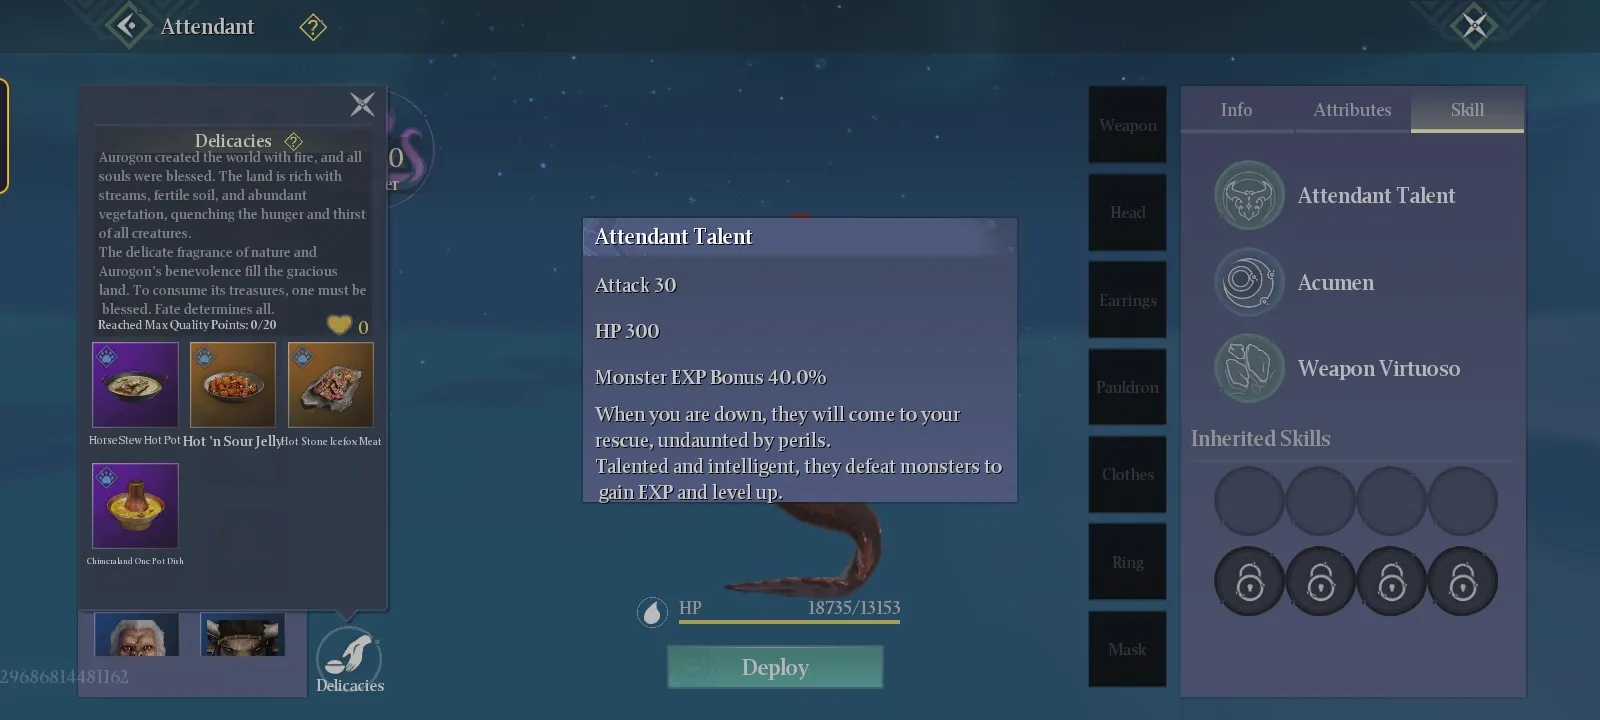 Attendant
?
Delicacies ?
Aurogon created the world with fire, and all
souls were blessed. The land is rich with
streams, fertile soil, and abundant
vegetation, quenching the hunger and thirst
of all creatures.
The delicate fragrance of nature and
Aurogon's benevolence fill the gracious
land. To consume its treasures, one must be
blessed. Fate determines all.
Reached Max Quality Points: 0/20
0
Horse Stew Hot Pot
Hot 'n Sour Jelly
Hot Stone Icefox Meat
Chimeraland One Pot Dish
0
er
29686814481162
Delicacies
Attendant Talent
Attack 30
HP 300
Monster EXP Bonus 40.0%
When you are down, they will come to your
rescue, undaunted by perils.
Talented and intelligent, they defeat monsters to
gain EXP and level up.
HP 18735/13153
Deploy
Weapon
Head
Earrings
Pauldron
Clothes
Ring
Mask
Info Attributes Skill
Attendant Talent
Acumen
Weapon Virtuoso
Inherited Skills